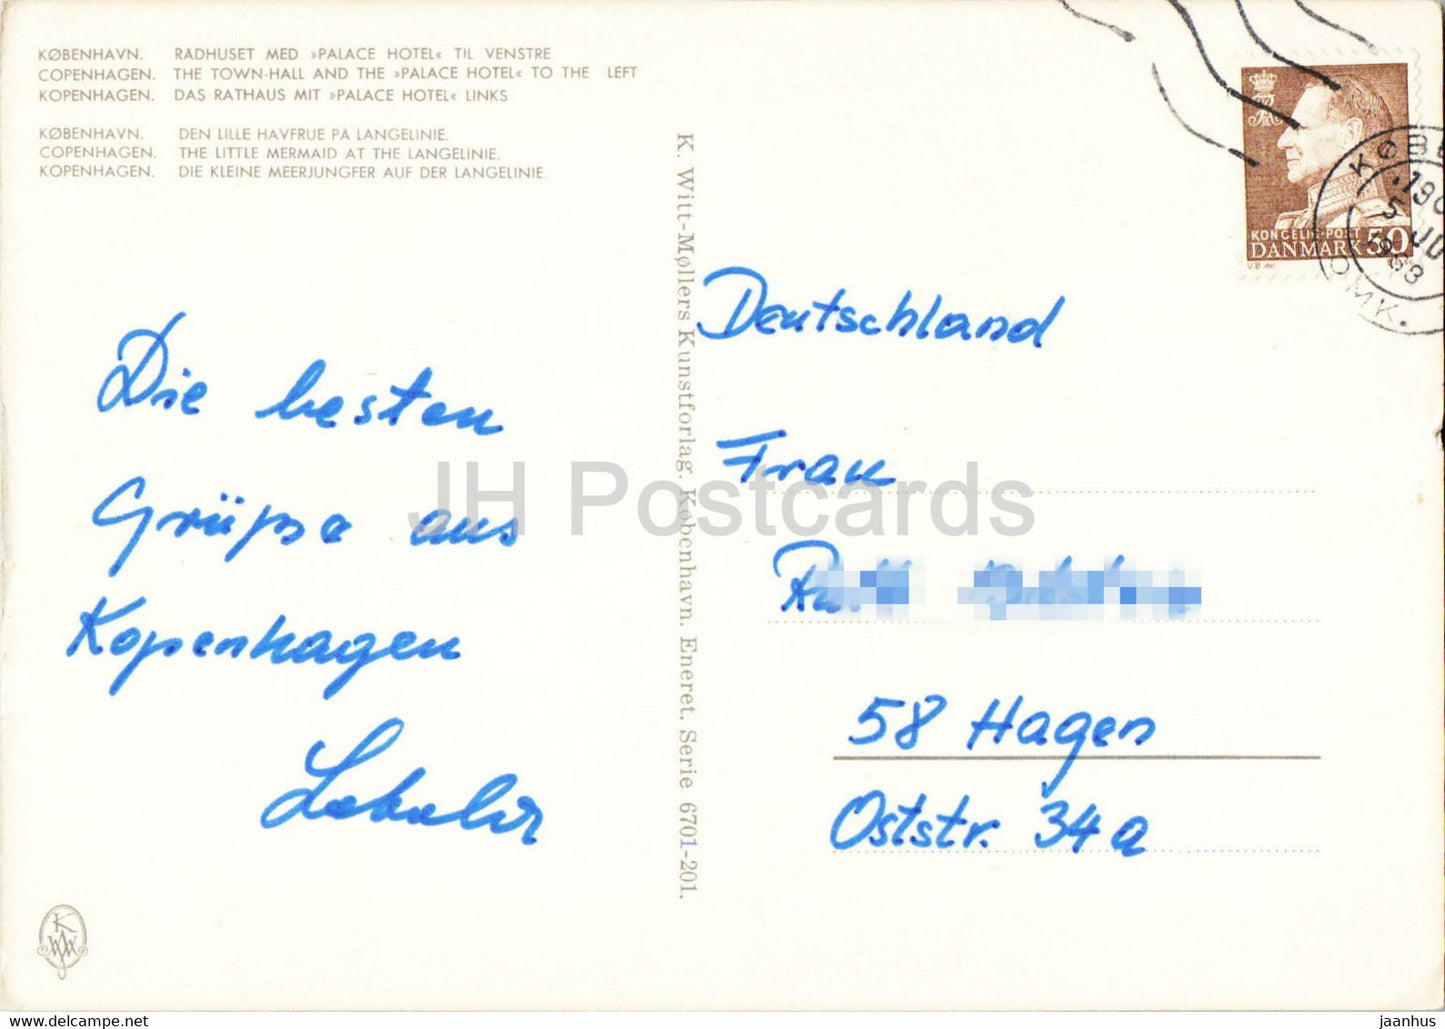 KØBENHAVN. RÅDHUSET MED »PALACE HOTEL« TIL VENSTRE
COPENHAGEN. THE TOWN-HALL AND THE »PALACE HOTEL« TO THE LEFT
KOPENHAGEN. DAS RATHAUS MIT »PALACE HOTEL« LINKS
KØBENHAVN. DEN LILLE HAVFRUE PÅ LANGELINIE.
COPENHAGEN. THE LITTLE MERMAID AT THE LANGELINIE.
KOPENHAGEN. DIE KLEINE MEERJUNGFER AUF DER LANGELINIE.
Die besten
Grüße aus
Kopenhagen
K. Witt-Møllers Kunstforlag. København. Eneret. Serie 6701-201.
KONGELIG POST 50
DANMARK
1968
OMK.
Deutschland
Frau
58 Hagen
Oststr. 34a
JH Postcards
www.delcampe.net
jaanhus